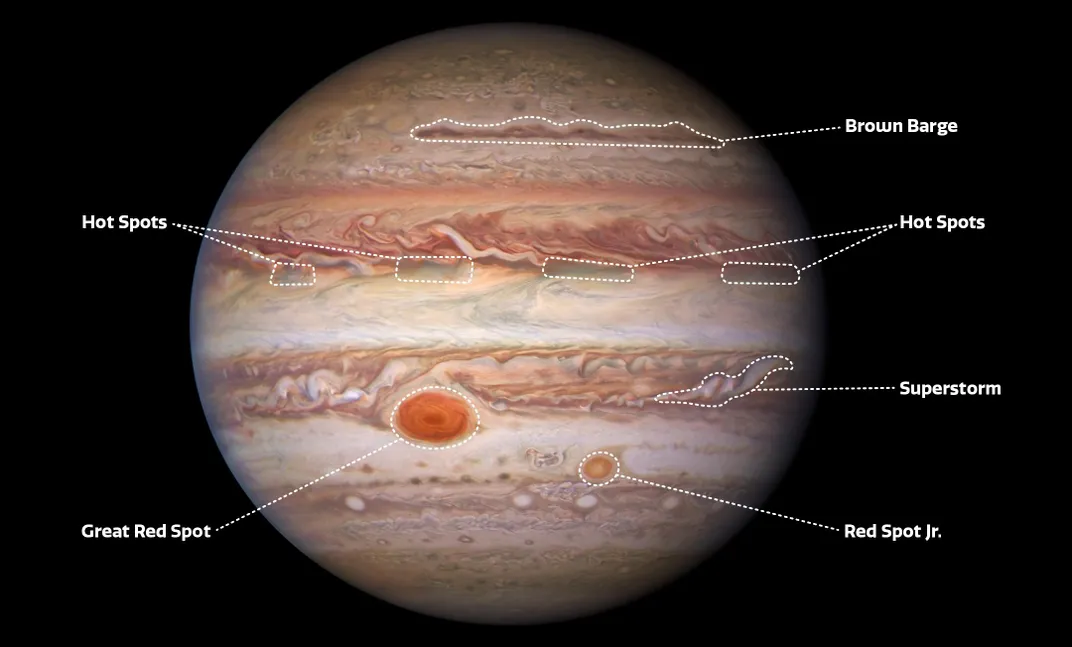 Brown Barge
Hot Spots
Hot Spots
Superstorm
Great Red Spot
Red Spot Jr.